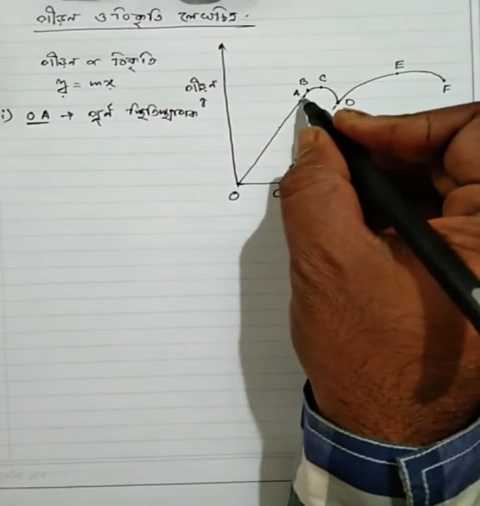 পীড়ন ও বিকৃতি লেখচিত্র.
পীড়ন α বিকৃতি
y = mx
i) OA → পূর্ন স্থিতিস্থাপক
পীড়ন
↑
A B C D E F
O